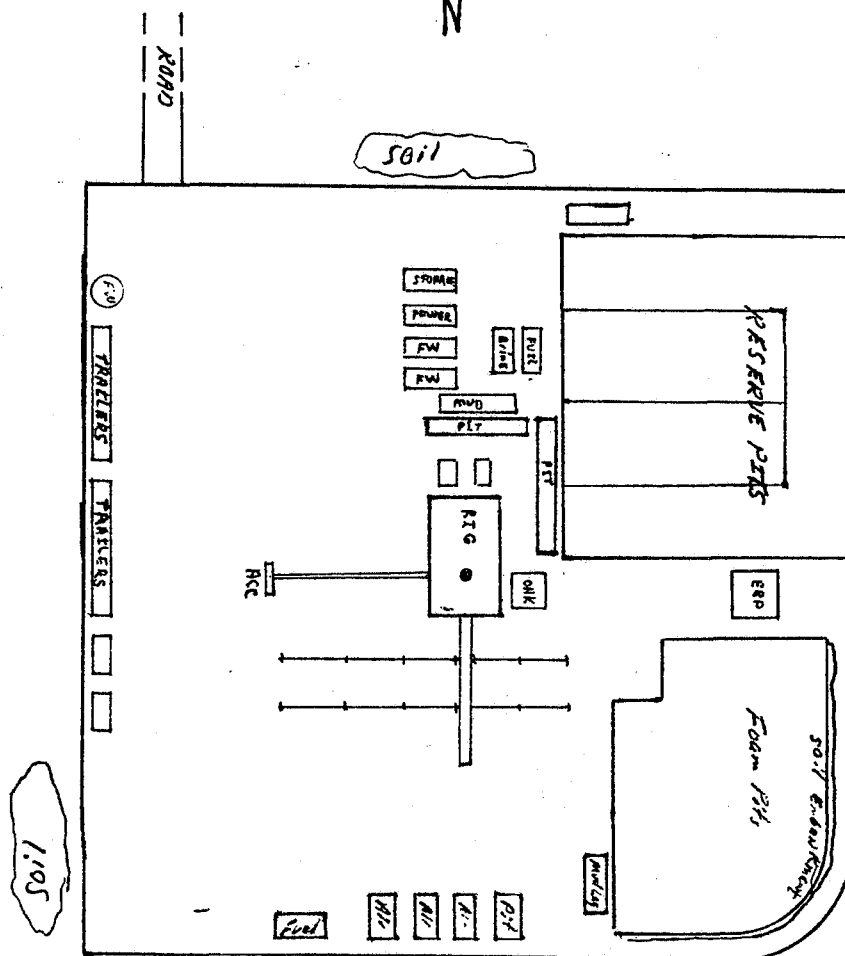 N
ROAD
SOil
STORAGE
POWER
FW
FW
Brine
FUEL
MUD
PIT
PIT
RESERVE PITS
TRAILERS
TRAILERS
RIG
ACC
ERP
Foam Pits
soil Embankment
Mudlog
SOil
Fuel
Air
Air
Air
Pit